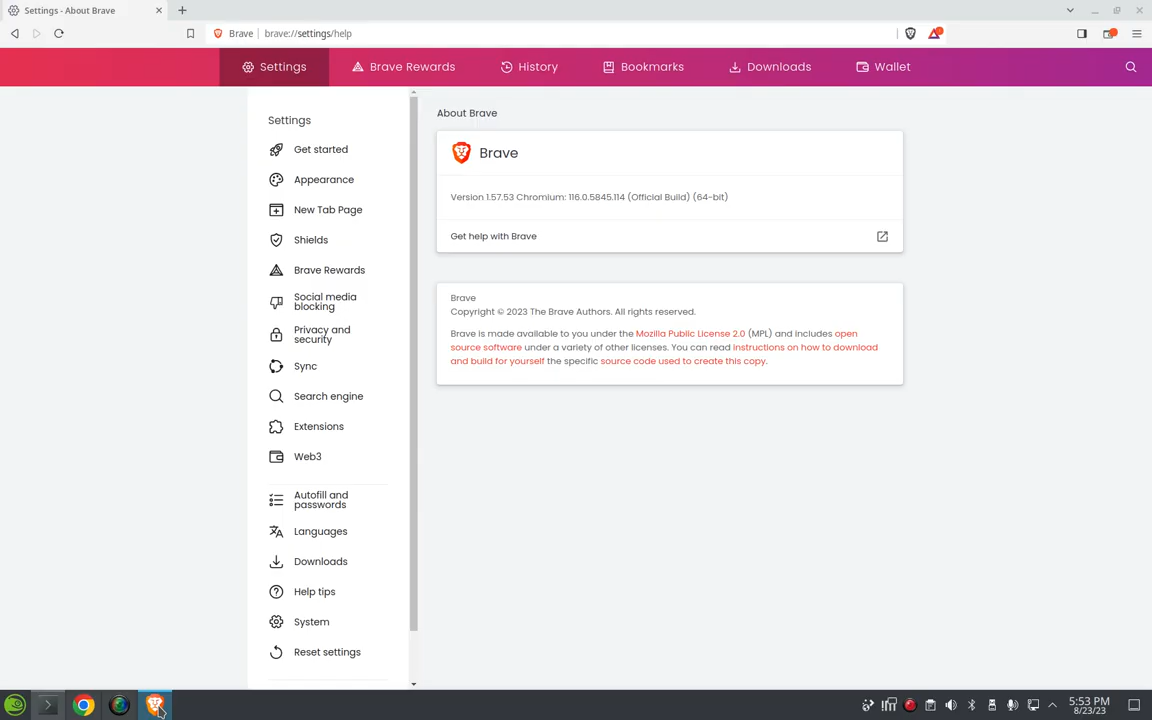 Settings - About Brave
Brave
brave://settings/help
Settings
Brave Rewards
History
Bookmarks
Downloads
Wallet
Settings
Get started
Appearance
New Tab Page
Shields
Brave Rewards
Social media
blocking
Privacy and
security
Sync
Search engine
Extensions
Web3
Autofill and
passwords
Languages
Downloads
Help tips
System
Reset settings
About Brave
Brave
Version 1.57.53 Chromium: 116.0.5845.114 (Official Build) (64-bit)
Get help with Brave
Brave
Copyright © 2023 The Brave Authors. All rights reserved.
Brave is made available to you under the Mozilla Public License 2.0 (MPL) and includes open
source software under a variety of other licenses. You can read instructions on how to download
and build for yourself the specific source code used to create this copy.
5:53 PM
8/23/23